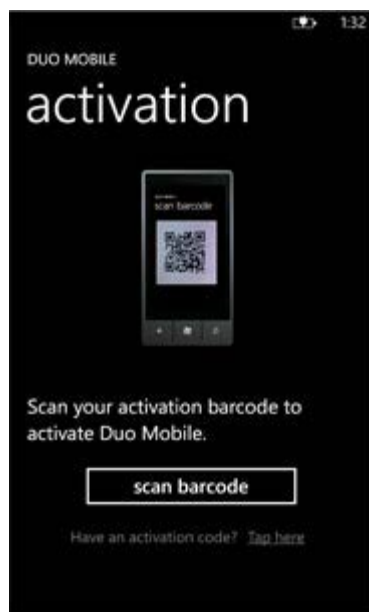 1:32
DUO MOBILE
activation
scan barcode
Scan your activation barcode to
activate Duo Mobile.
scan barcode
Have an activation code? Tap here